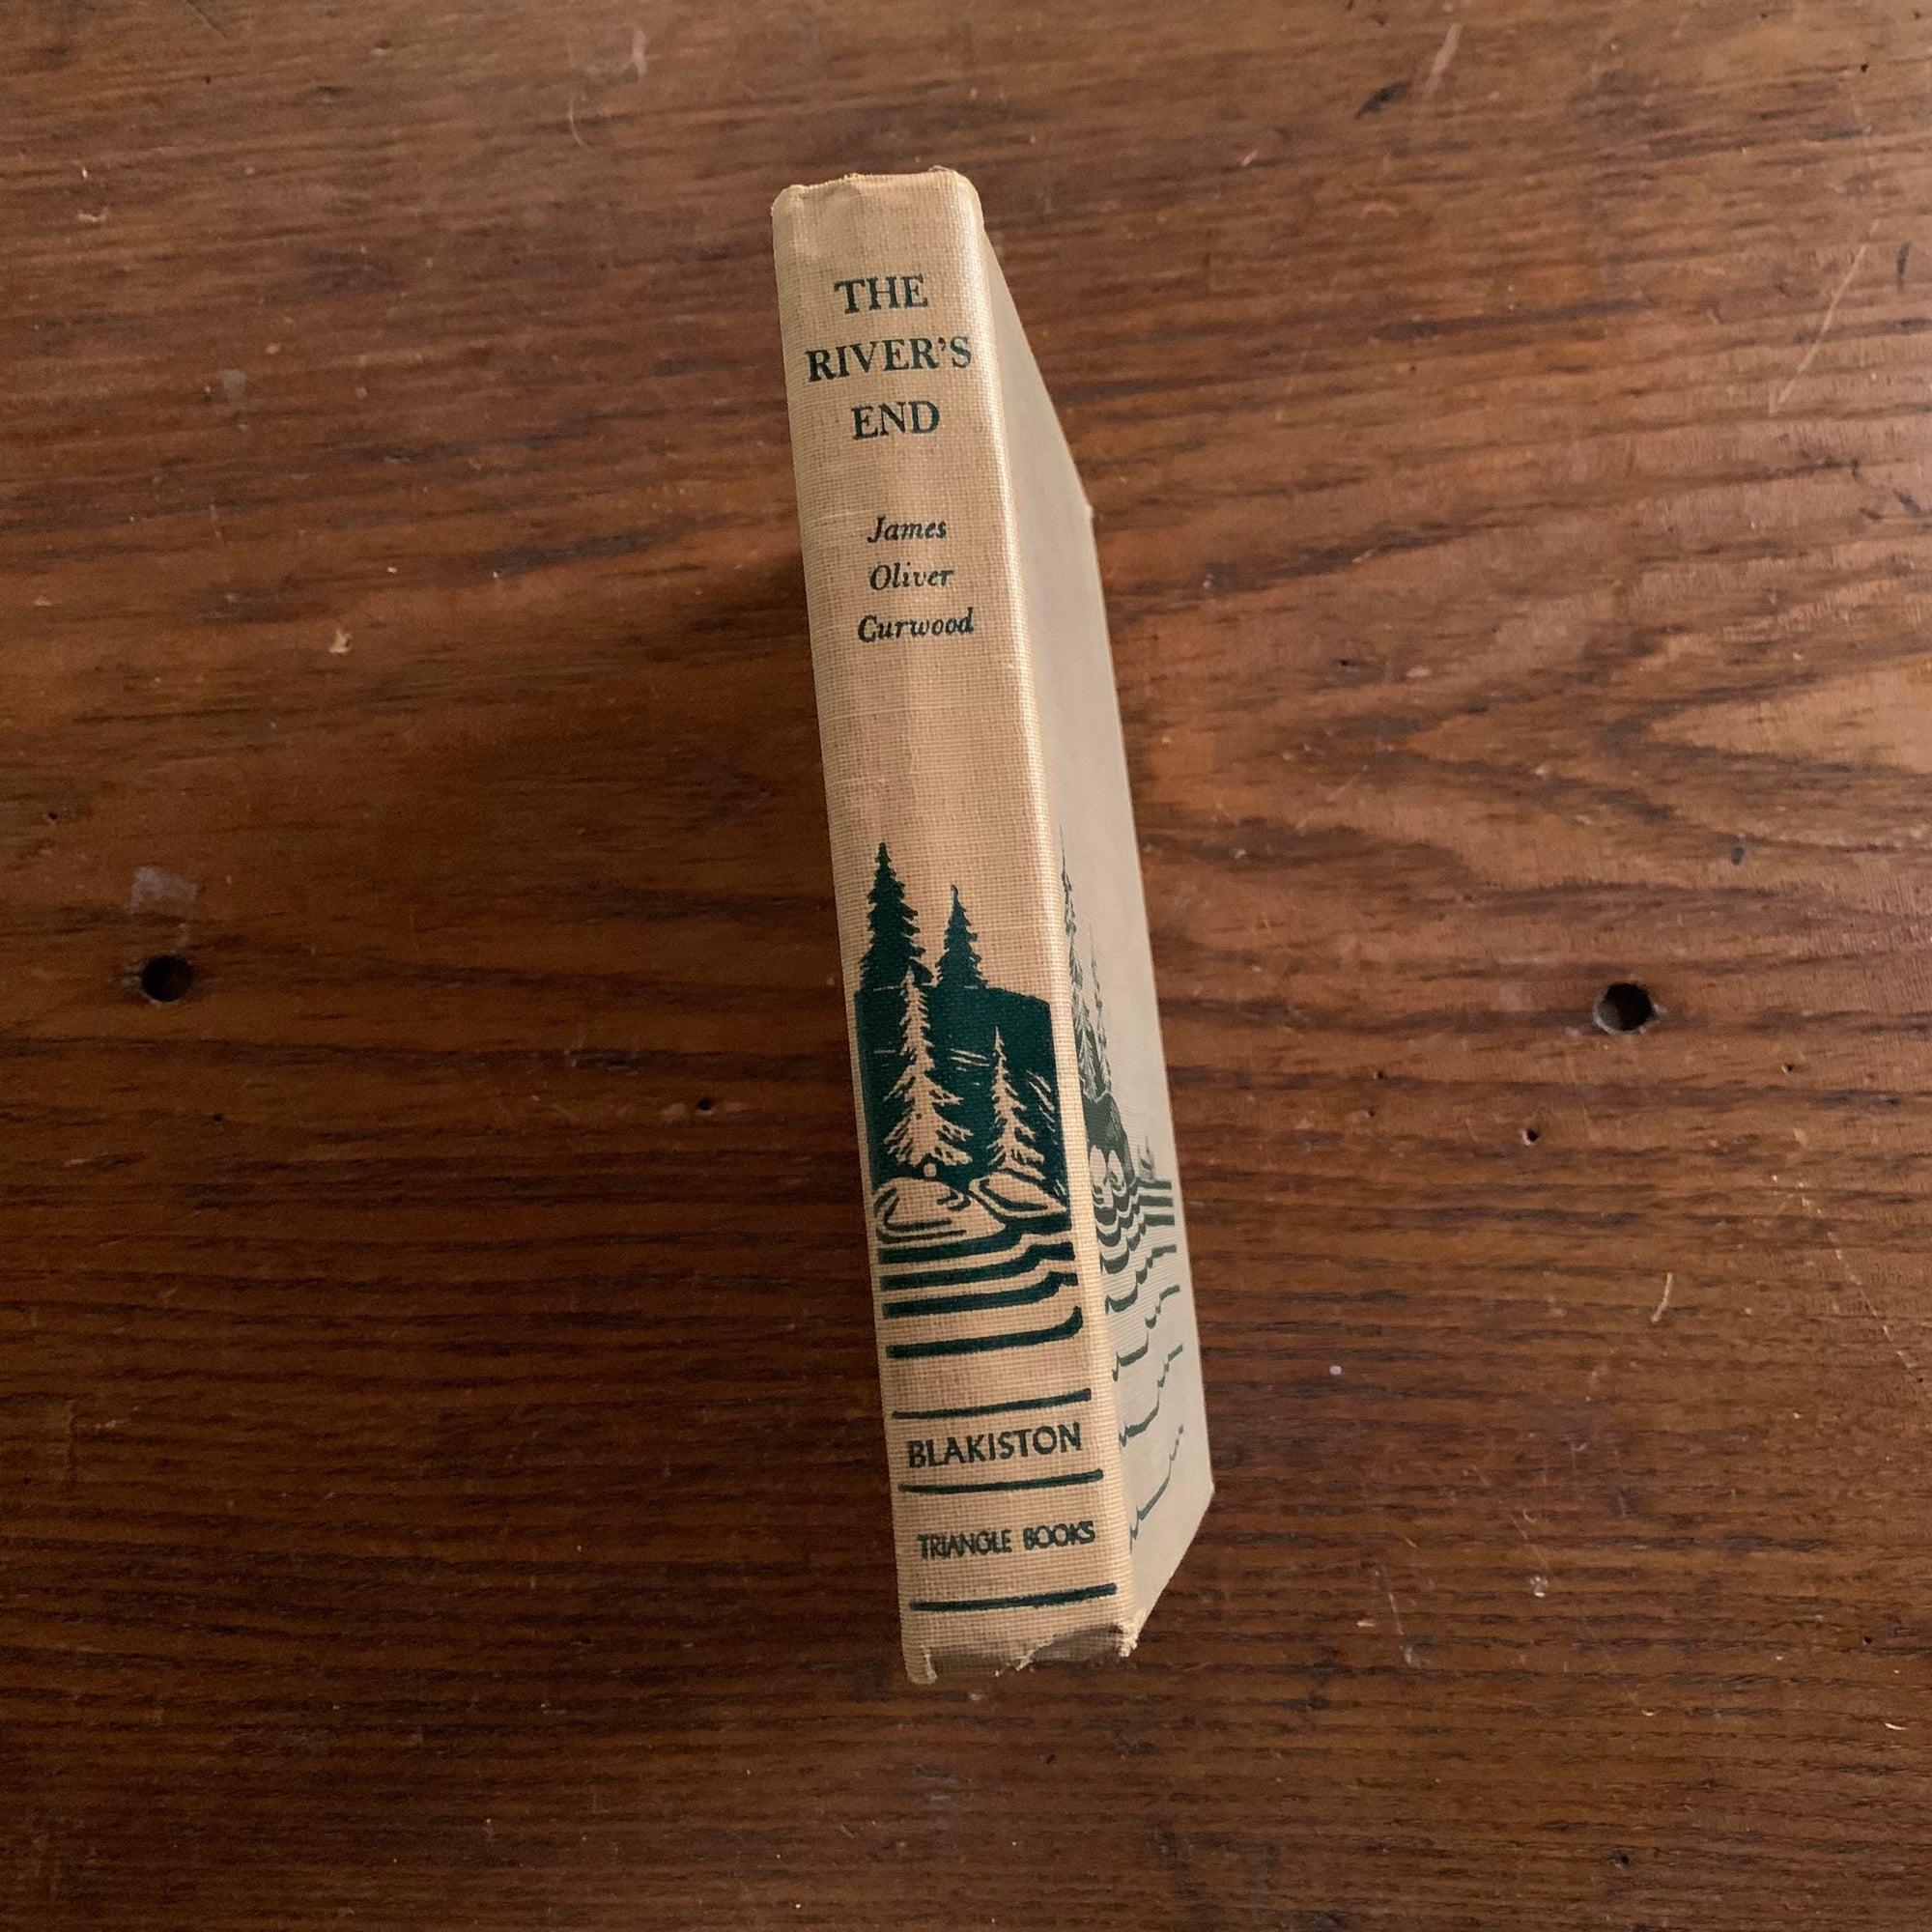 THE
RIVER'S
END
James
Oliver
Curwood
BLAKISTON
TRIANGLE BOOKS